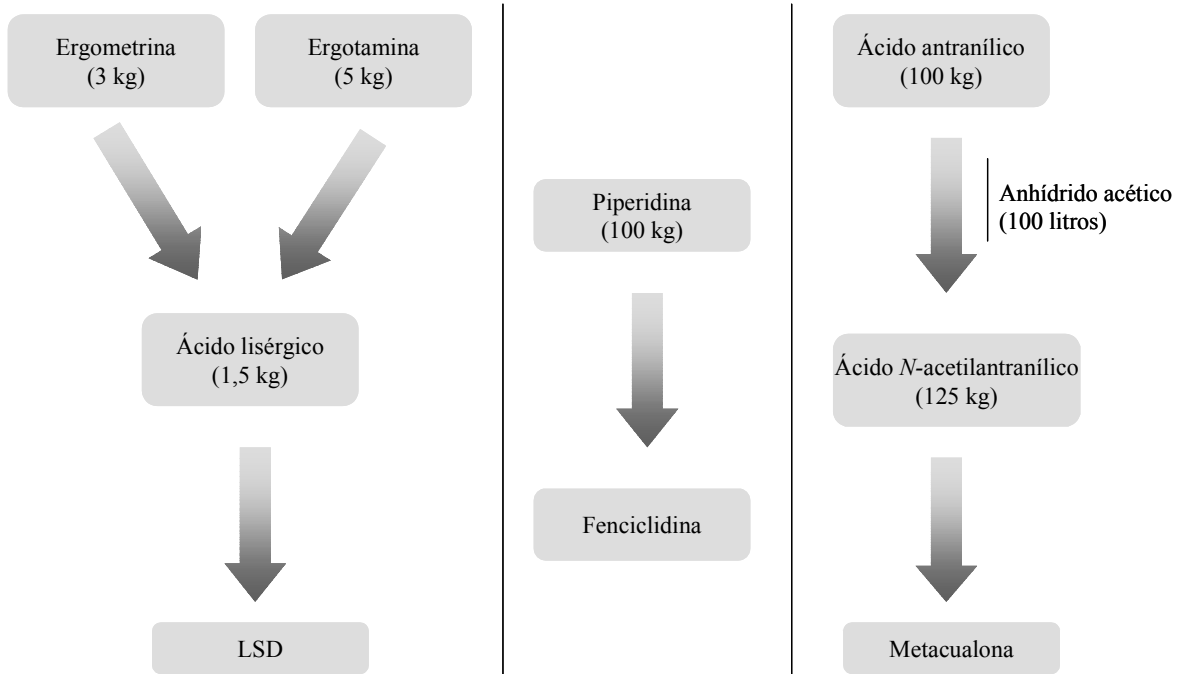 Ergometrina
(3 kg)
Ergotamina
(5 kg)
Ácido lisérgico
(1,5 kg)
LSD
Piperidina
(100 kg)
Fenciclidina
Ácido antranílico
(100 kg)
Anhídrido acético
(100 litros)
Ácido N-acetilantranílico
(125 kg)
Metacualona